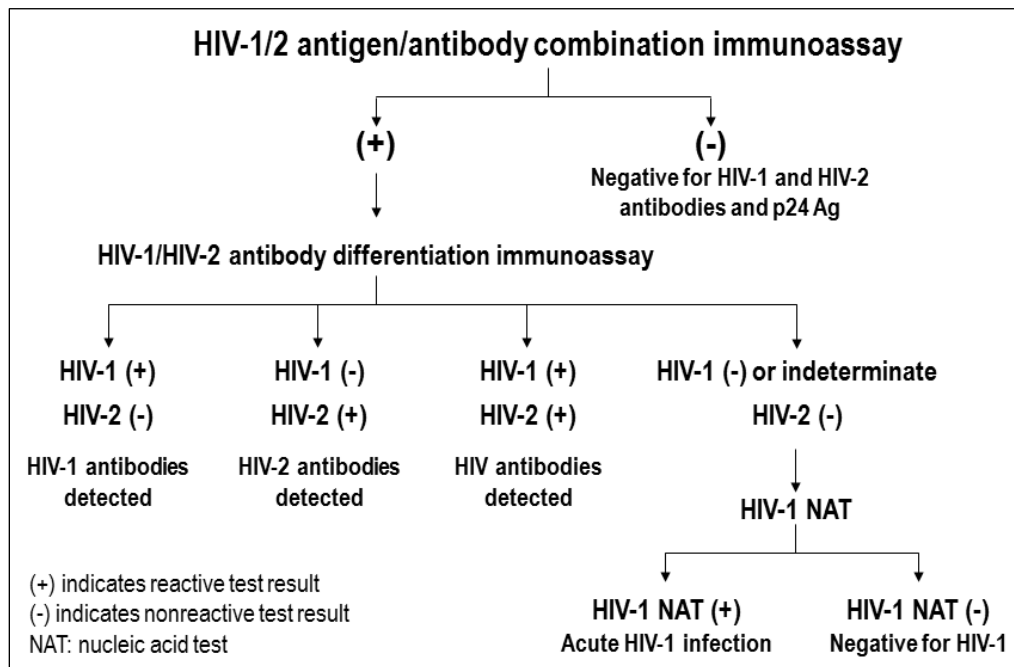 HIV-1/2 antigen/antibody combination immunoassay
(+)
(-)
Negative for HIV-1 and HIV-2
antibodies and p24 Ag
HIV-1/HIV-2 antibody differentiation immunoassay
HIV-1 (+)
HIV-2 (-)
HIV-1 antibodies
detected
HIV-1 (-)
HIV-2 (+)
HIV-2 antibodies
detected
HIV-1 (+)
HIV-2 (+)
HIV antibodies
detected
HIV-1 (-) or indeterminate
HIV-2 (-)
HIV-1 NAT
HIV-1 NAT (+)
Acute HIV-1 infection
HIV-1 NAT (-)
Negative for HIV-1
(+) indicates reactive test result
(-) indicates nonreactive test result
NAT: nucleic acid test